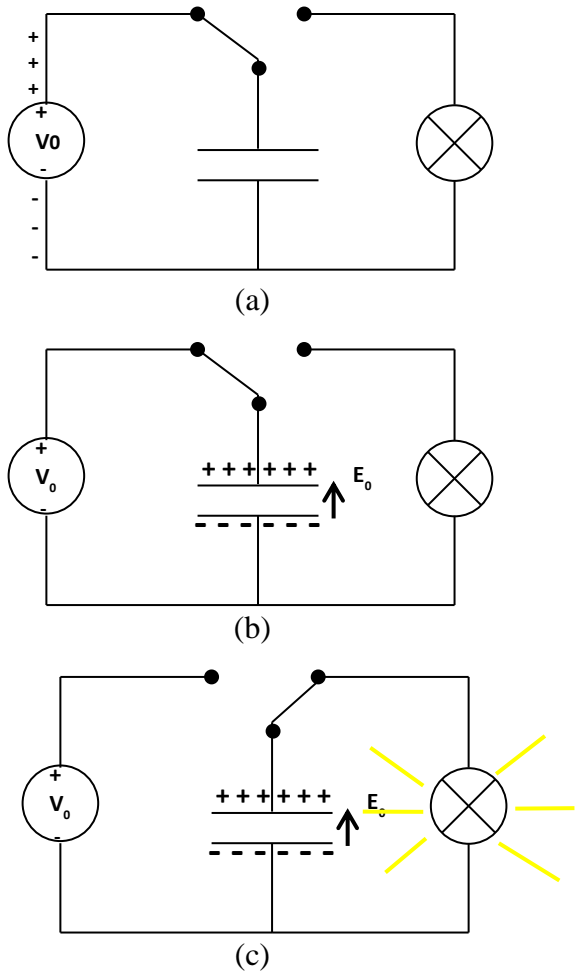 +
+
+
+
V0
-
-
-
-
(a)
+
V₀
-
+ + + + + +
E₀
- - - - - -
(b)
+
V₀
-
+ + + + + +
E₀
- - - - - -
(c)